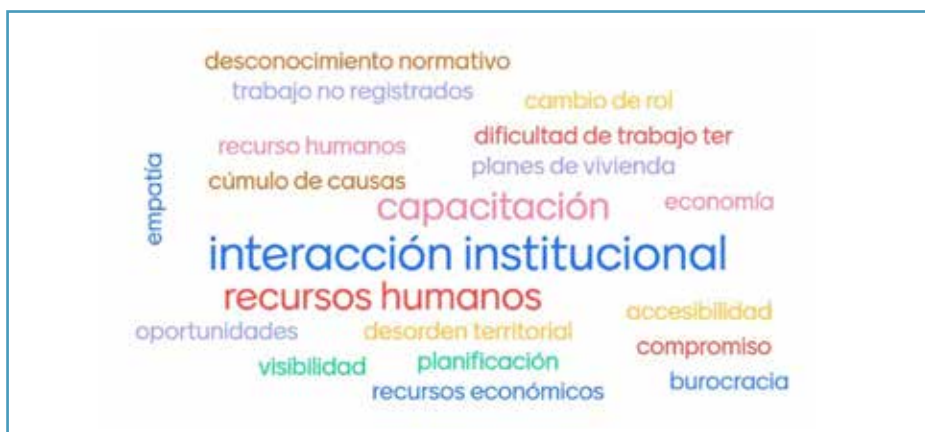 desconocimiento normativo
trabajo no registrados
cambio de rol
dificultad de trabajo ter
recurso humanos
planes de vivienda
empatía
cúmulo de causas
capacitación
economía
interacción institucional
recursos humanos
accesibilidad
oportunidades
desorden territorial
compromiso
visibilidad
planificación
burocracia
recursos económicos